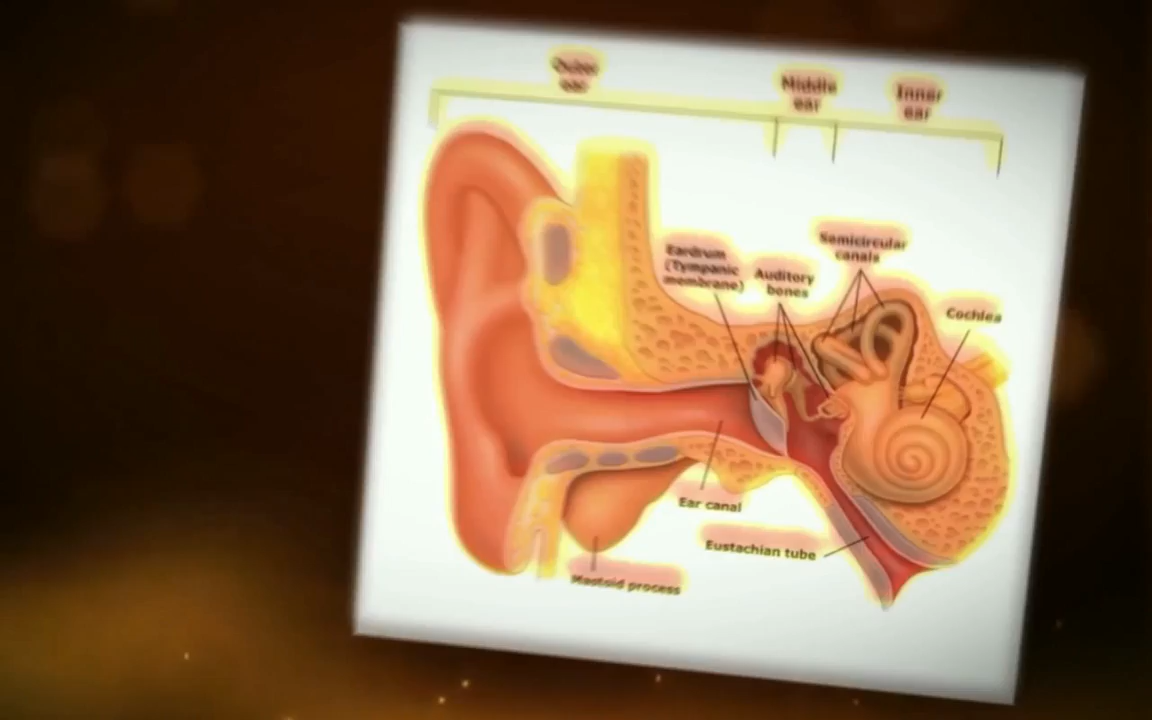 Outer
ear
Middle
ear
Inner
ear
Semicircular
canals
Eardrum
(Tympanic
membrane)
Auditory
bones
Cochlea
Ear canal
Eustachian tube
Mastoid process